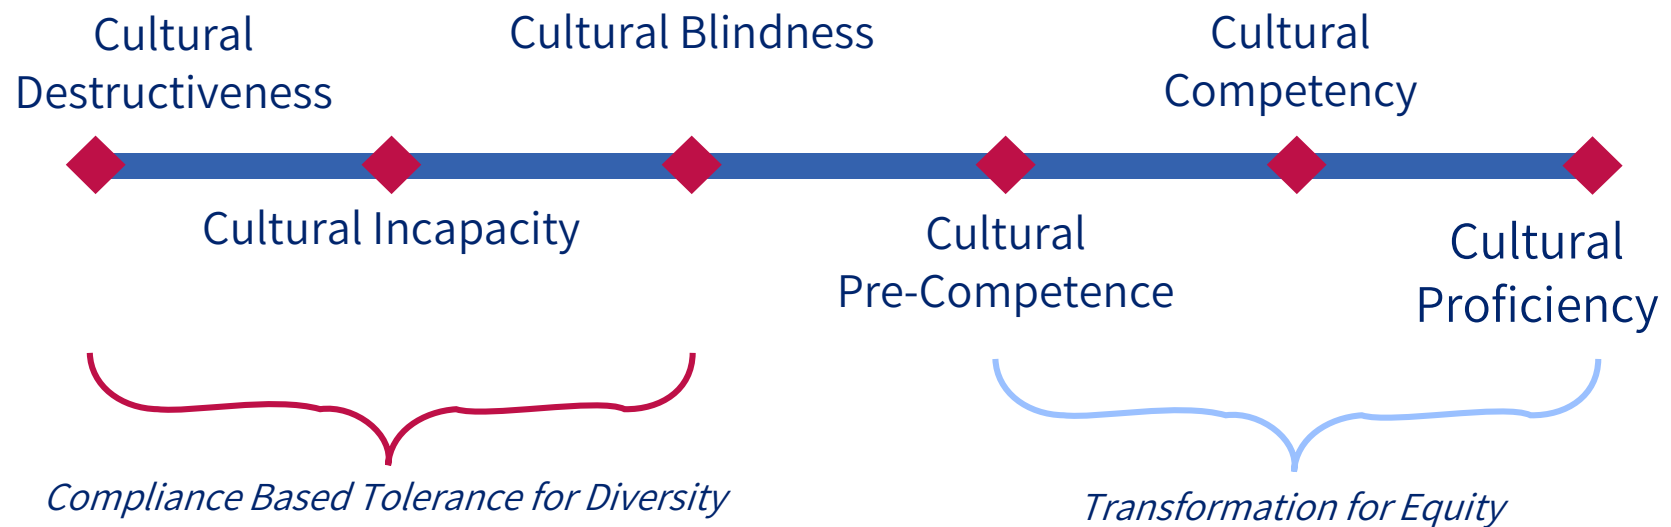 Cultural
Destructiveness
Cultural Blindness
Cultural
Competency
Cultural Incapacity
Cultural
Pre-Competence
Cultural
Proficiency
Compliance Based Tolerance for Diversity
Transformation for Equity